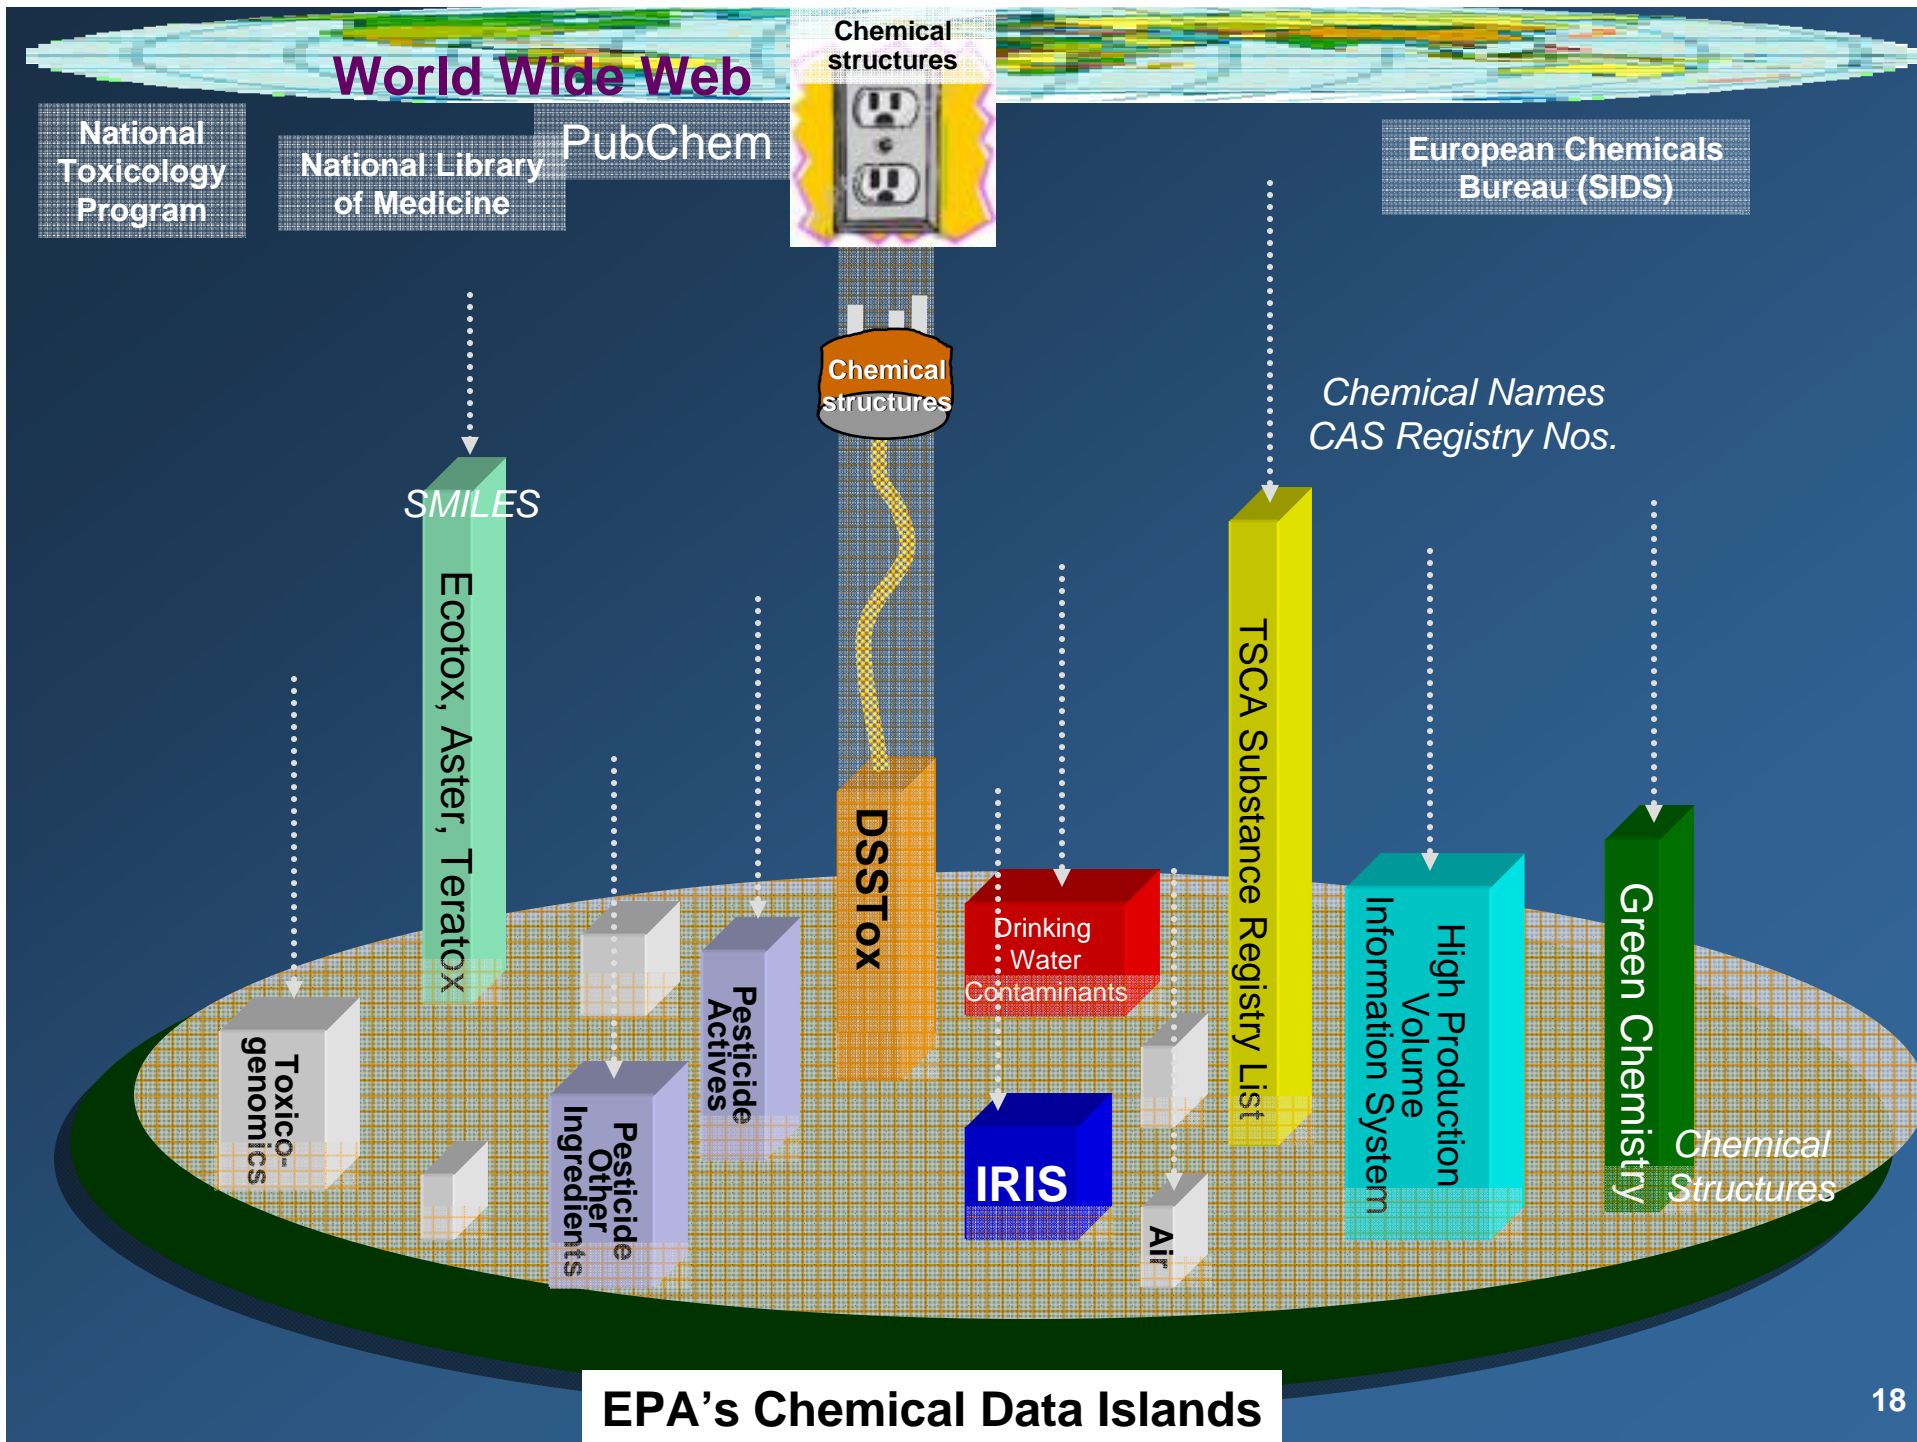 Chemical
structures
World Wide Web
National
Toxicology
Program
National Library
of Medicine
PubChem
European Chemicals
Bureau (SIDS)
Chemical
structures
Chemical Names
CAS Registry Nos.
SMILES
Ecotox, Aster, Teratox
TSCA Substance Registry List
DSSTox
Drinking
Water
Contaminants
High Production
Volume
Information System
Green Chemistry
Pesticide
Actives
Toxico-
genomics
Pesticide
Other
Ingredients
IRIS
Air
Chemical
Structures
EPA’s Chemical Data Islands
18